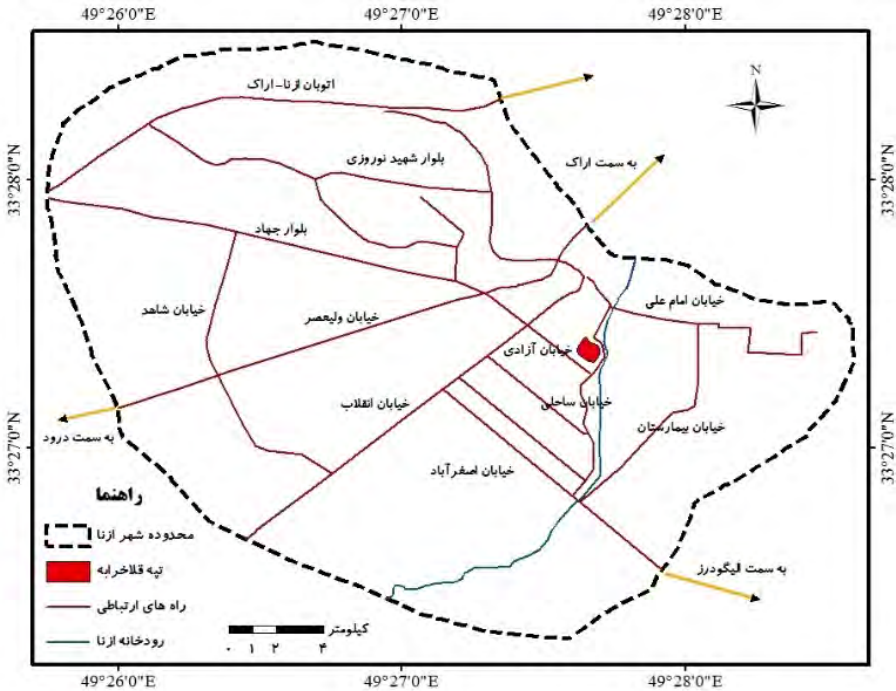 49°26'0"E 49°27'0"E 49°28'0"E
N
اتوبان ازنا-اراک
به سمت اراک
بلوار شهید نوروزی
33°28'0"N
33°28'0"N
بلوار جهاد
خیابان امام علی
خیابان شاهد
خیابان ولیعصر
خیابان آزادی
خیابان ساحلی
خیابان انقلاب
خیابان بیمارستان
به سمت درود
33°27'0"N
33°27'0"N
خیابان اصغرآباد
به سمت الیگودرز
راهنما
محدوده شهر ازنا
تپه قلاخرابه
راه های ارتباطی
رودخانه ازنا
کیلومتر
۰ ۱ ۲ ۴
49°26'0"E 49°27'0"E 49°28'0"E